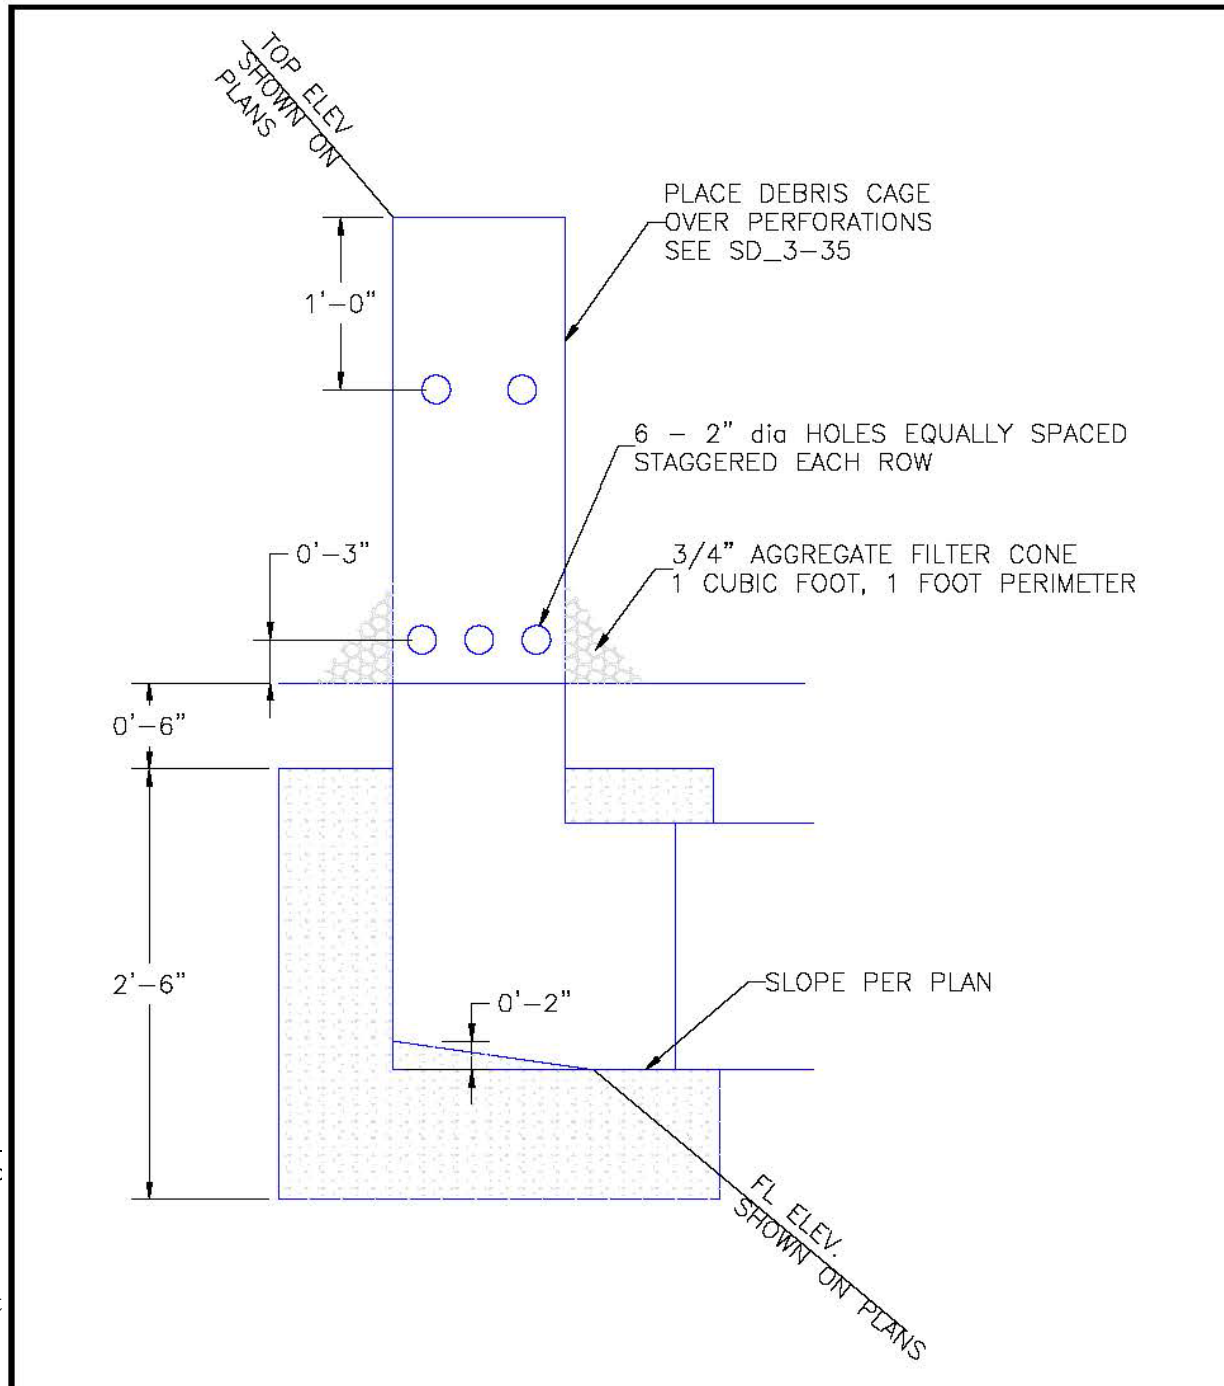 TOP ELEV
SHOWN ON
PLANS
PLACE DEBRIS CAGE
OVER PERFORATIONS
SEE SD_3-35
1'-0"
6 - 2" dia HOLES EQUALLY SPACED
STAGGERED EACH ROW
0'-3"
3/4" AGGREGATE FILTER CONE
1 CUBIC FOOT, 1 FOOT PERIMETER
0'-6"
2'-6"
0'-2"
SLOPE PER PLAN
FL ELEV.
SHOWN ON PLANS